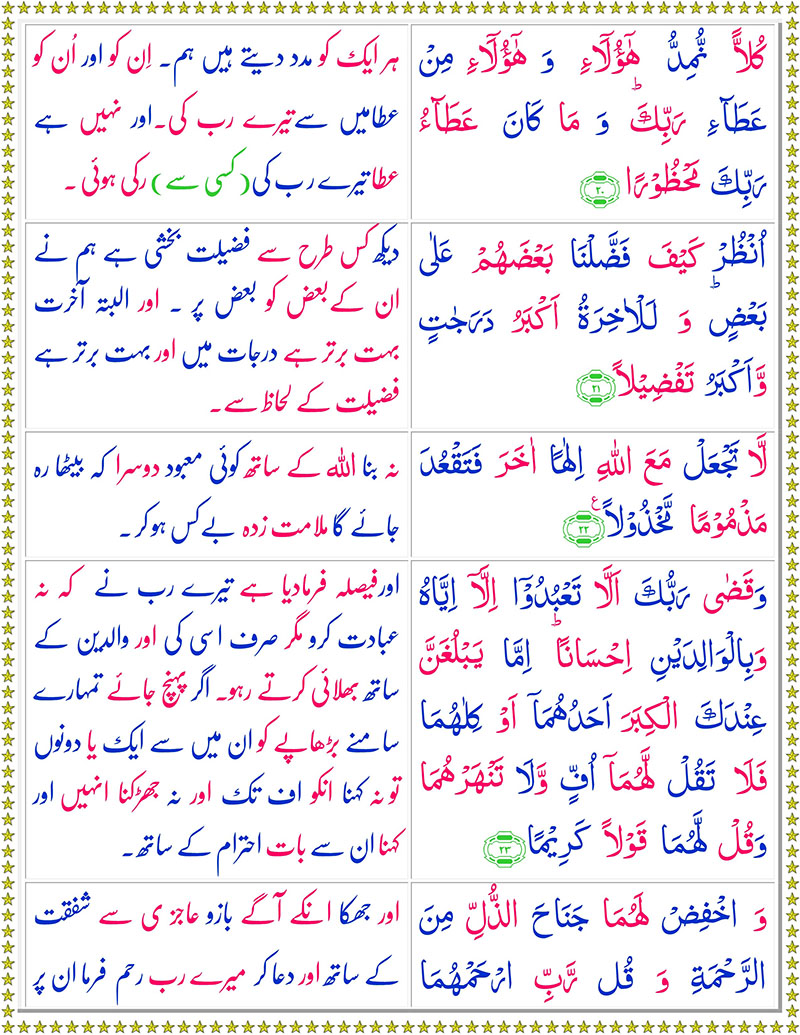 كُلًّا نُّمِدُّ هٰٓؤُلَآءِ وَ هٰٓؤُلَآءِ مِنْ
عَطَآءِ رَبِّكَ ؕ وَ مَا كَانَ عَطَآءُ
رَبِّكَ مَحْظُوْرًا ۲۰
ہر ایک کو مدد دیتے ہیں ہم۔ اِن کو اور اُن کو
عطامیں سے تیرے رب کی۔ اور نہیں ہے
عطا تیرے رب کی (کسی سے) رکی ہوئی۔
اُنْظُرْ كَيْفَ فَضَّلْنَا بَعْضَهُمْ عَلٰى
بَعْضٍ ؕ وَ لَلْاٰخِرَةُ اَكْبَرُ دَرَجٰتٍ
وَّاَكْبَرُ تَفْضِيْلًا ۲۱
دیکھ کس طرح سے فضیلت بخشی ہے ہم نے
ان کے بعض کو بعض پر۔ اور البتہ آخرت
بہت برتر ہے درجات میں اور بہت برتر ہے
فضیلت کے لحاظ سے۔
لَّا تَجْعَلْ مَعَ اللّٰهِ اِلٰهًا اٰخَرَ فَتَقْعُدَ
مَذْمُوْمًا مَّخْذُوْلًا ۲۲ ع
نہ بنا اللہ کے ساتھ کوئی معبود دوسرا کہ بیٹھا رہ
جائے گا ملامت زدہ بے کس ہوکر۔
وَقَضٰى رَبُّكَ اَلَّا تَعْبُدُوْٓا اِلَّآ اِيَّاهُ
وَبِالْوَالِدَيْنِ اِحْسَانًا ؕ اِمَّا يَبْلُغَنَّ
عِنْدَكَ الْكِبَرَ اَحَدُهُمَآ اَوْ كِلٰهُمَا
فَلَا تَقُلْ لَّهُمَآ اُفٍّ وَّلَا تَنْهَرْهُمَا
وَقُلْ لَّهُمَا قَوْلًا كَرِيْمًا ۲۳
اور فیصلہ فرمادیا ہے تیرے رب نے کہ نہ
عبادت کرو مگر صرف اسی کی اور والدین کے
ساتھ بھلائی کرتے رہو۔ اگر پہنچ جائے تمہارے
سامنے بڑھاپے کو ان میں سے ایک یا دونوں
تو نہ کہنا انکو اف تک اور نہ جھڑکنا انہیں اور
کہنا ان سے بات احترام کے ساتھ۔
وَ اخْفِضْ لَهُمَا جَنَاحَ الذُّلِّ مِنَ
الرَّحْمَةِ وَ قُل رَّبِّ ارْحَمْهُمَا
اور جھکا انکے آگے بازو عاجزی سے شفقت
کے ساتھ اور دعا کر میرے رب رحم فرما ان پر